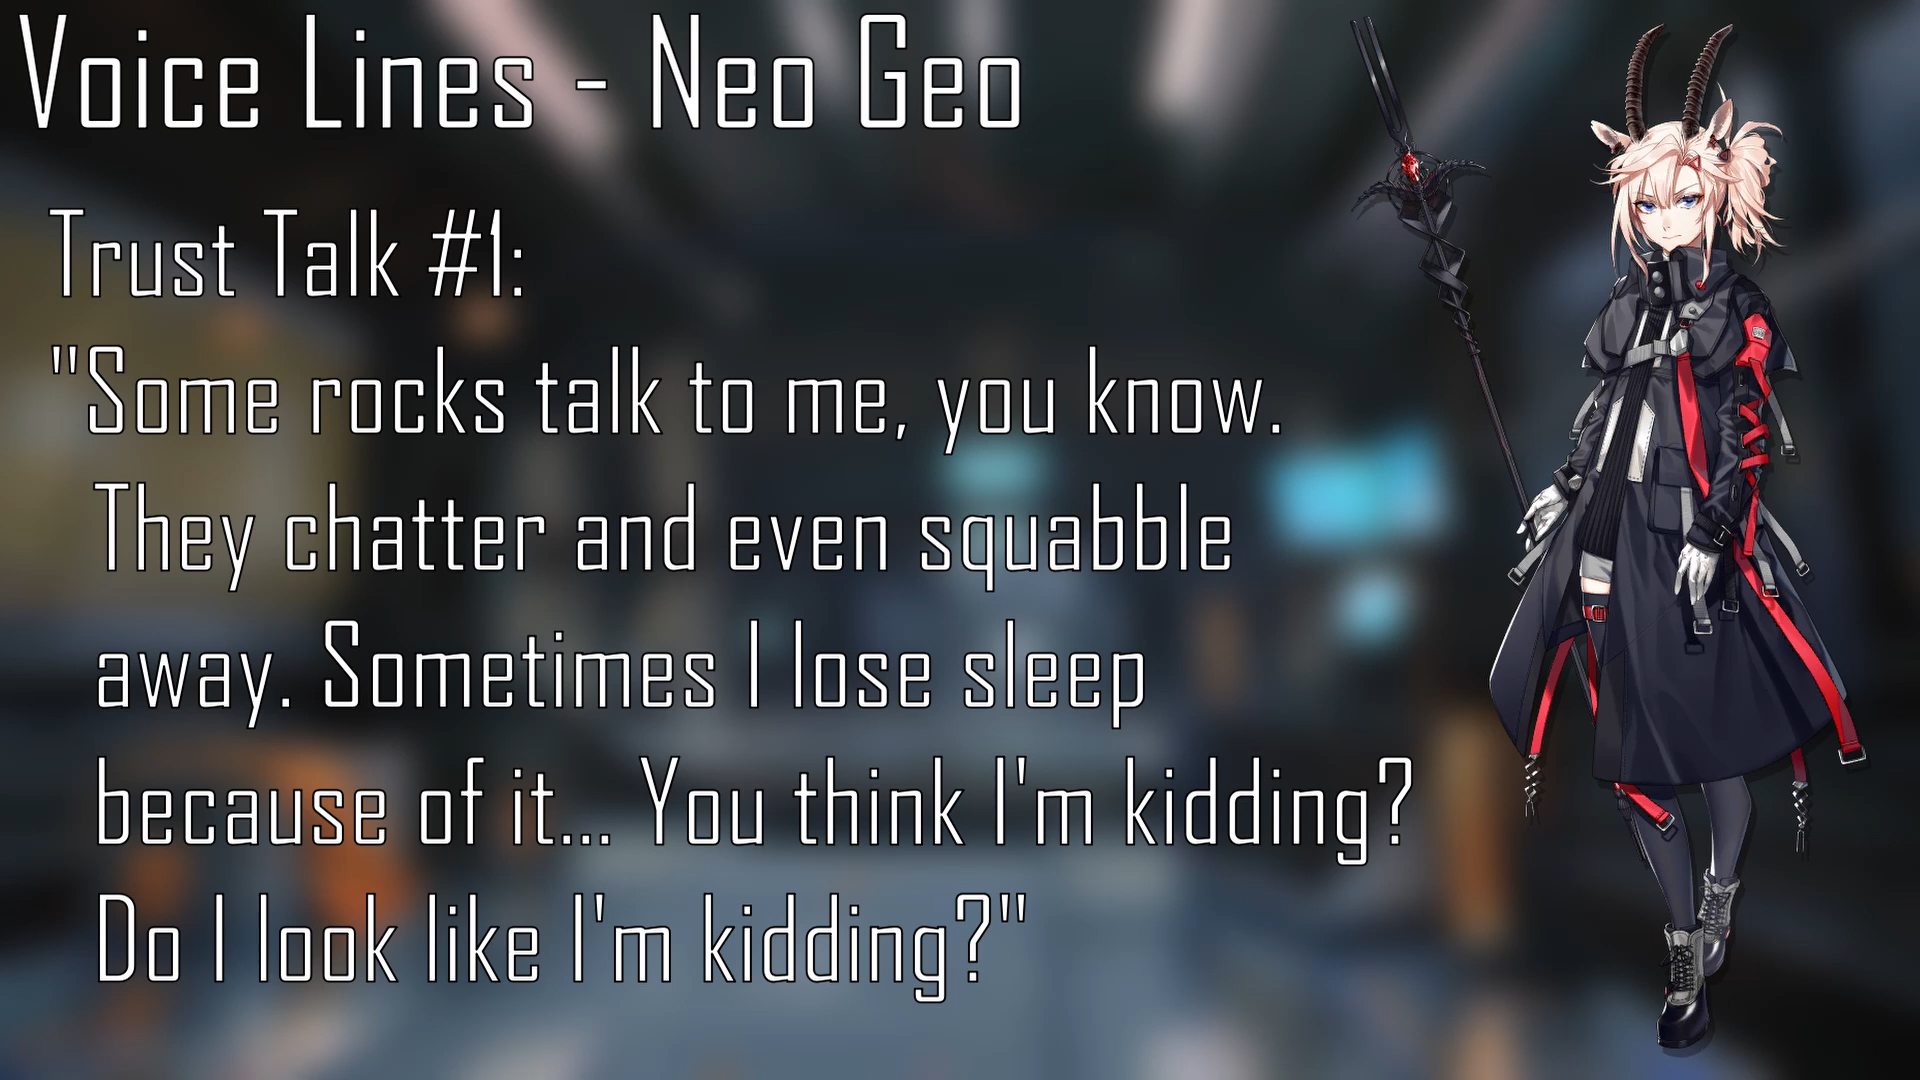 Voice Lines - Neo Geo
Trust Talk #1:
"Some rocks talk to me, you know.
They chatter and even squabble
away. Sometimes I lose sleep
because of it... You think I'm kidding?
Do I look like I'm kidding?"